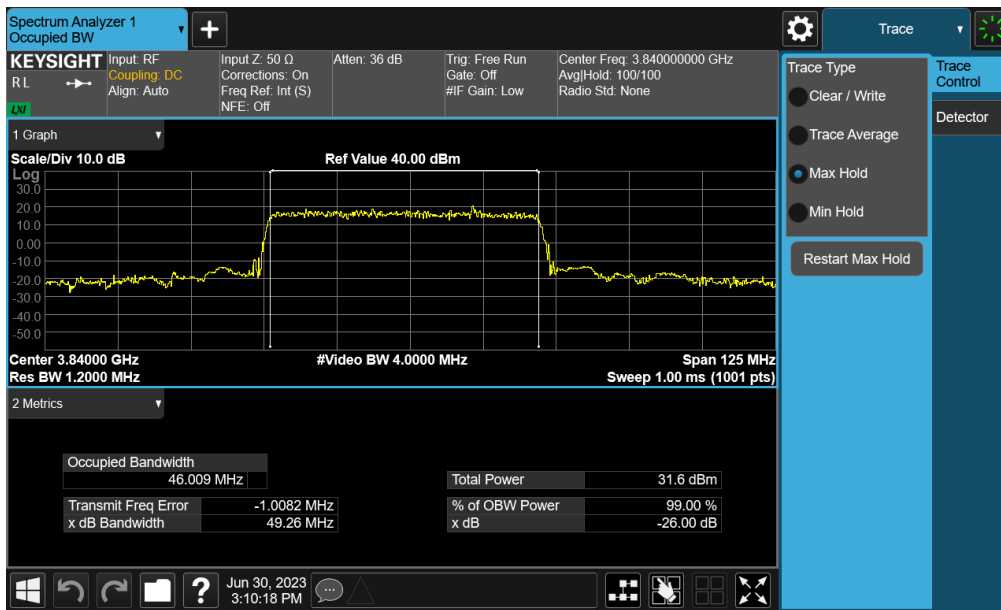 Spectrum Analyzer 1
Occupied BW
Trace
KEYSIGHT
R L
LXI
Input: RF
Coupling: DC
Align: Auto
Input Z: 50 Ω
Corrections: On
Freq Ref: Int (S)
NFE: Off
Atten: 36 dB
Trig: Free Run
Gate: Off
#IF Gain: Low
Center Freq: 3.840000000 GHz
Avg|Hold: 100/100
Radio Std: None
Trace Type
Clear / Write
Trace Average
Max Hold
Min Hold
Restart Max Hold
Trace
Control
Detector
1 Graph
Scale/Div 10.0 dB
Ref Value 40.00 dBm
Log
30.0
20.0
10.0
0.00
-10.0
-20.0
-30.0
-40.0
-50.0
Center 3.84000 GHz
#Video BW 4.0000 MHz
Span 125 MHz
Res BW 1.2000 MHz
Sweep 1.00 ms (1001 pts)
2 Metrics
Occupied Bandwidth
46.009 MHz
Total Power 31.6 dBm
Transmit Freq Error -1.0082 MHz
% of OBW Power 99.00 %
x dB Bandwidth 49.26 MHz
x dB -26.00 dB
Jun 30, 2023
3:10:18 PM